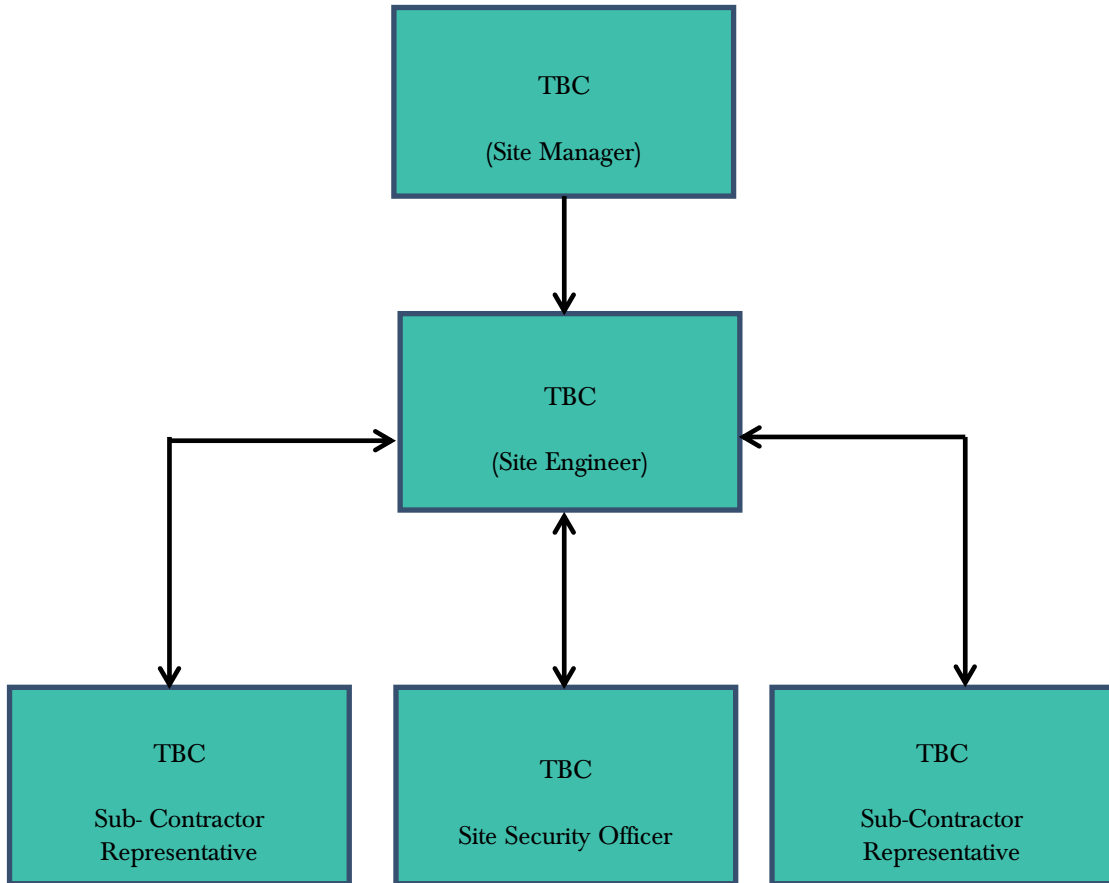 TBC
(Site Manager)
TBC
(Site Engineer)
TBC
Sub- Contractor
Representative
TBC
Site Security Officer
TBC
Sub-Contractor
Representative